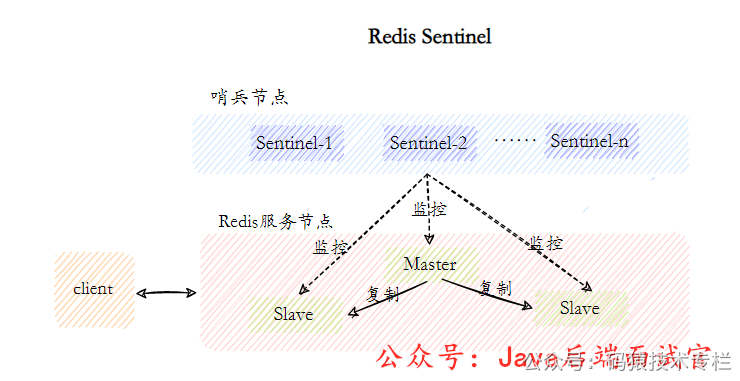 Redis Sentinel
哨兵节点
Sentinel-1
Sentinel-2
······
Sentinel-n
Redis服务节点
监控
监控
监控
client
Master
Slave
复制
复制
Slave
公众号：Java后端面试官
公众号：码猿技术专栏